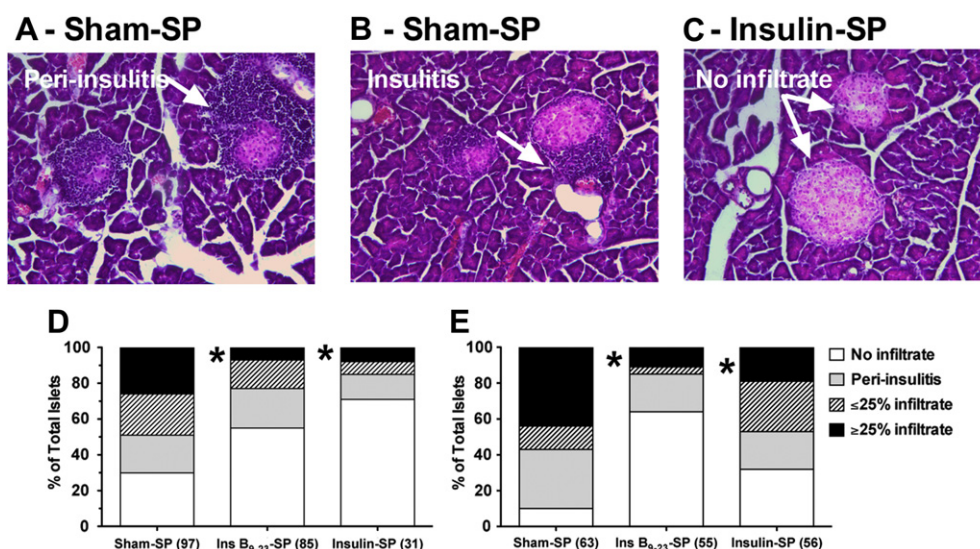 A - Sham-SP
B - Sham-SP
C - Insulin-SP
Peri-insulitis
Insulitis
No infiltrate
D
% of Total Islets
100
80
60
40
20
0
*
*
Sham-SP (97)
Ins B9-23-SP (85)
Insulin-SP (31)
E
% of Total Islets
100
80
60
40
20
0
*
*
Sham-SP (63)
Ins B9-23-SP (55)
Insulin-SP (56)
No infiltrate
Peri-insulitis
≤25% infiltrate
≥25% infiltrate